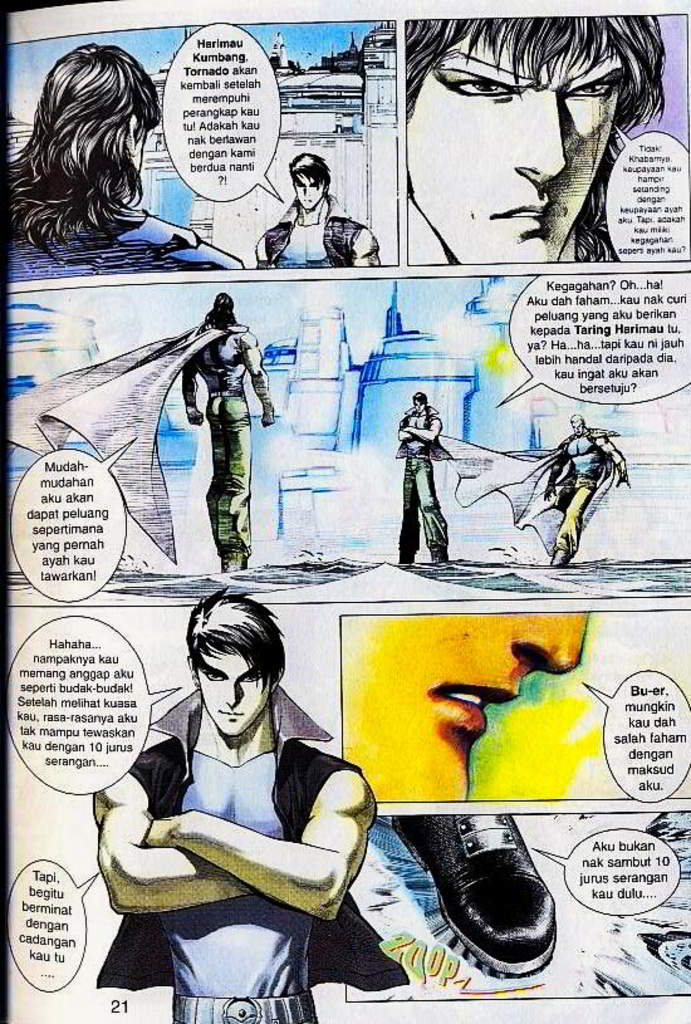 Harimau
Kumbang,
Tornado akan
kembali setelah
merempuhi
perangkap kau
tu! Adakah kau
nak berlawan
dengan kami
berdua nanti
?!
Tidak!
Khabarnya,
keupayaan kau
hampir
setanding
dengan
keupayaan ayah
aku. Tapi, adakah
kau miliki
kegagahan
seperti ayah kau?
Kegagahan? Oh...ha!
Aku dah faham...kau nak curi
peluang yang aku berikan
kepada Taring Harimau tu,
ya? Ha...ha...tapi kau ni jauh
lebih handal daripada dia,
kau ingat aku akan
bersetuju?
Mudah-
mudahan
aku akan
dapat peluang
sepertimana
yang pernah
ayah kau
tawarkan!
Hahaha...
nampaknya kau
memang anggap aku
seperti budak-budak!
Setelah melihat kuasa
kau, rasa-rasanya aku
tak mampu tewaskan
kau dengan 10 jurus
serangan....
Bu-er,
mungkin
kau dah
salah faham
dengan
maksud
aku.
Tapi,
begitu
berminat
dengan
cadangan
kau tu
....
Aku bukan
nak sambut 10
jurus serangan
kau dulu....
ZOOP
21